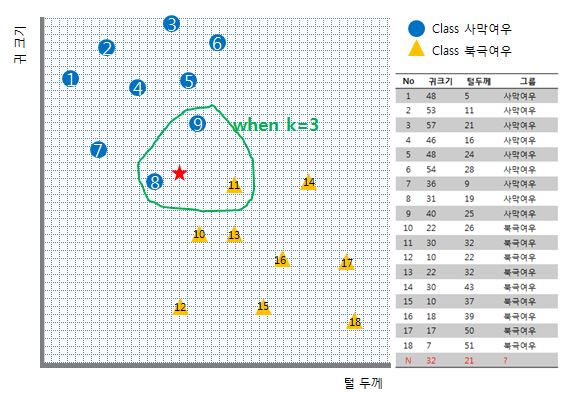 Class 사막여우
Class 북극여우
귀 크기
3
2
6
1
4
5
when k=3
9
7
8
11
14
10
13
16
17
12
15
18
털 두께
No 귀크기 털두께 그룹
1 48 5 사막여우
2 53 11 사막여우
3 57 21 사막여우
4 46 16 사막여우
5 48 24 사막여우
6 54 28 사막여우
7 36 9 사막여우
8 31 19 사막여우
9 40 25 사막여우
10 22 26 북극여우
11 30 32 북극여우
12 10 22 북극여우
13 22 32 북극여우
14 30 43 북극여우
15 10 37 북극여우
16 18 39 북극여우
17 17 50 북극여우
18 7 51 북극여우
N 32 21 ?